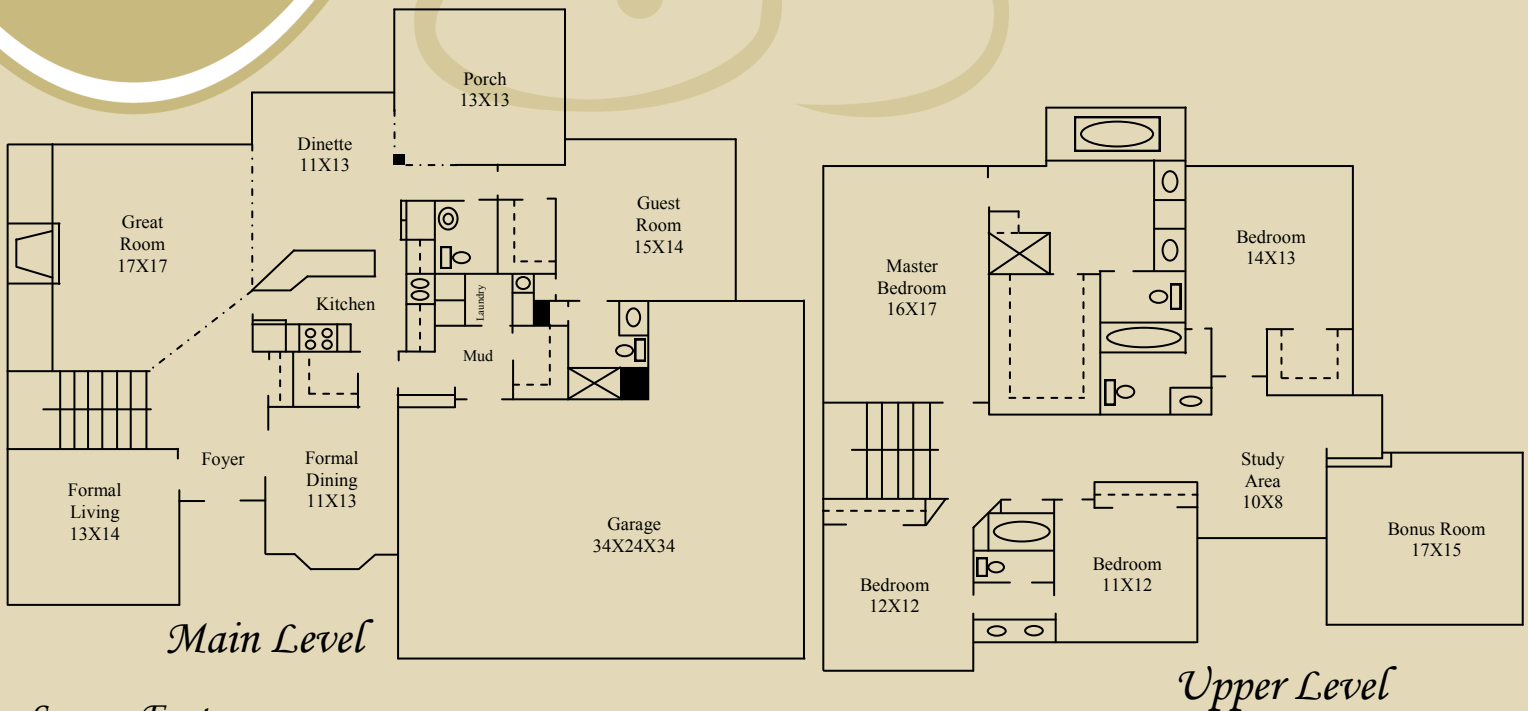 Porch
13X13
Dinette
11X13
Great
Room
17X17
Guest
Room
15X14
Kitchen
Laundry
Mud
Foyer
Formal
Dining
11X13
Formal
Living
13X14
Garage
34X24X34
Main Level
Master
Bedroom
16X17
Bedroom
14X13
Study
Area
10X8
Bonus Room
17X15
Bedroom
12X12
Bedroom
11X12
Upper Level